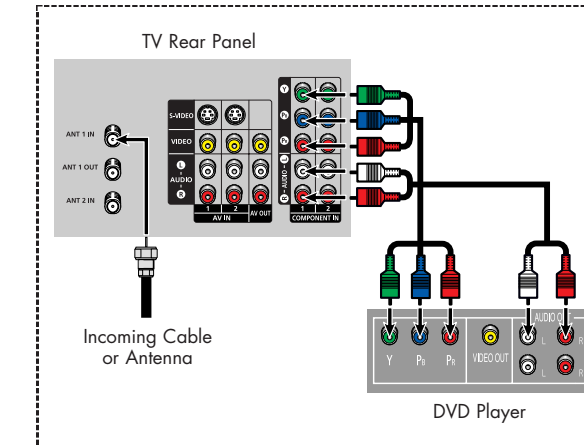 TV Rear Panel
S-VIDEO
VIDEO
L
-AUDIO-
R
1 2
AV IN
AV OUT
Y
PB
PR
L
-AUDIO-
R
1 2
COMPONENT IN
ANT 1 IN
ANT 1 OUT
ANT 2 IN
Incoming Cable
or Antenna
Y PB PR
VIDEO OUT
AUDIO OUT
L R
L R
DVD Player